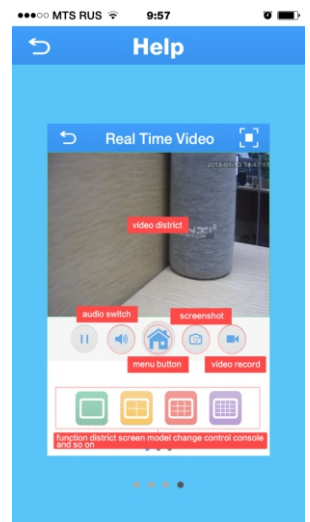 MTS RUS
9:57
Help
Real Time Video
video district
audio switch
screenshot
menu button
video record
function district screen model change control console
and so on